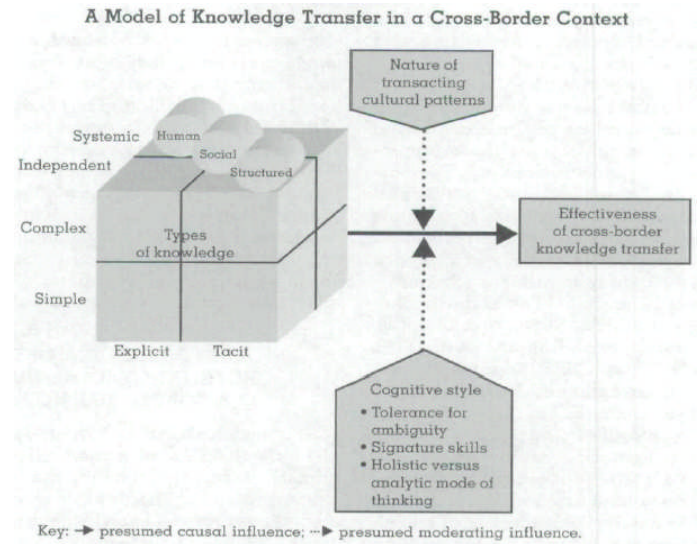 A Model of Knowledge Transfer in a Cross-Border Context
Nature of
transacting
cultural patterns
Systemic
Human
Independent
Social
Structured
Complex
Types
of knowledge
Effectiveness
of cross-border
knowledge transfer
Simple
Explicit
Tacit
Cognitive style
• Tolerance for
ambiguity
• Signature skills
• Holistic versus
analytic mode of
thinking
Key: → presumed causal influence; ┄► presumed moderating influence.